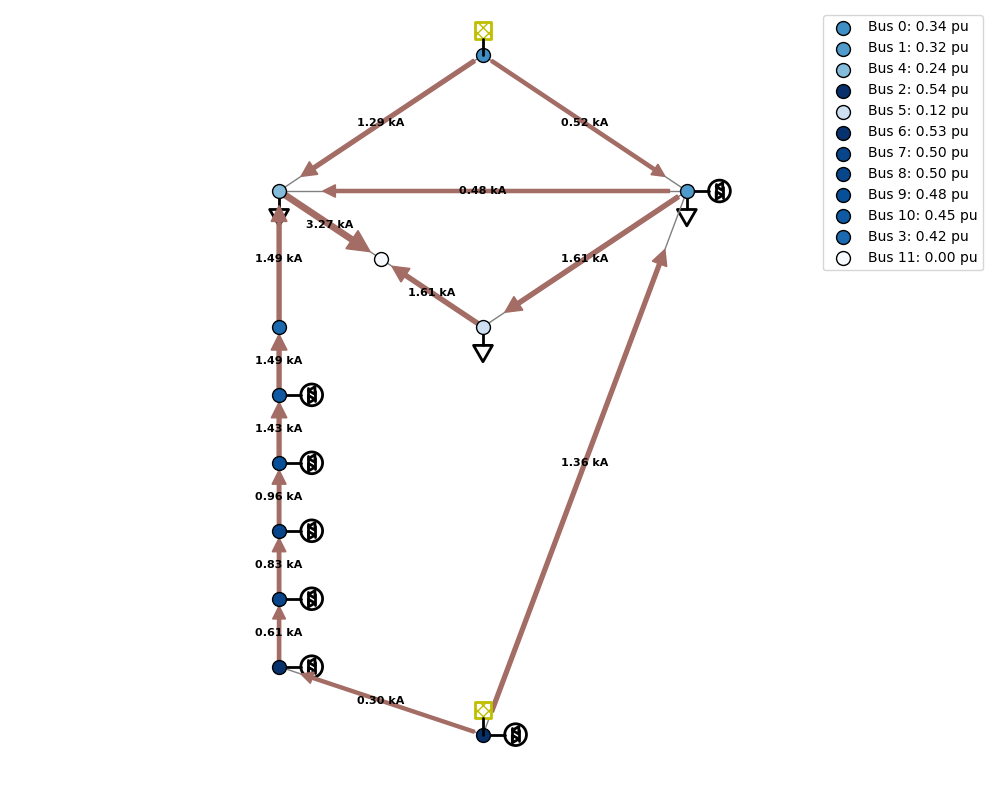 Bus 0: 0.34 pu
Bus 1: 0.32 pu
Bus 4: 0.24 pu
Bus 2: 0.54 pu
Bus 5: 0.12 pu
Bus 6: 0.53 pu
Bus 7: 0.50 pu
Bus 8: 0.50 pu
Bus 9: 0.48 pu
Bus 10: 0.45 pu
Bus 3: 0.42 pu
Bus 11: 0.00 pu
1.29 kA
0.52 kA
0.48 kA
3.27 kA
1.49 kA
1.61 kA
1.61 kA
1.49 kA
1.43 kA
1.36 kA
0.96 kA
0.83 kA
0.61 kA
0.30 kA